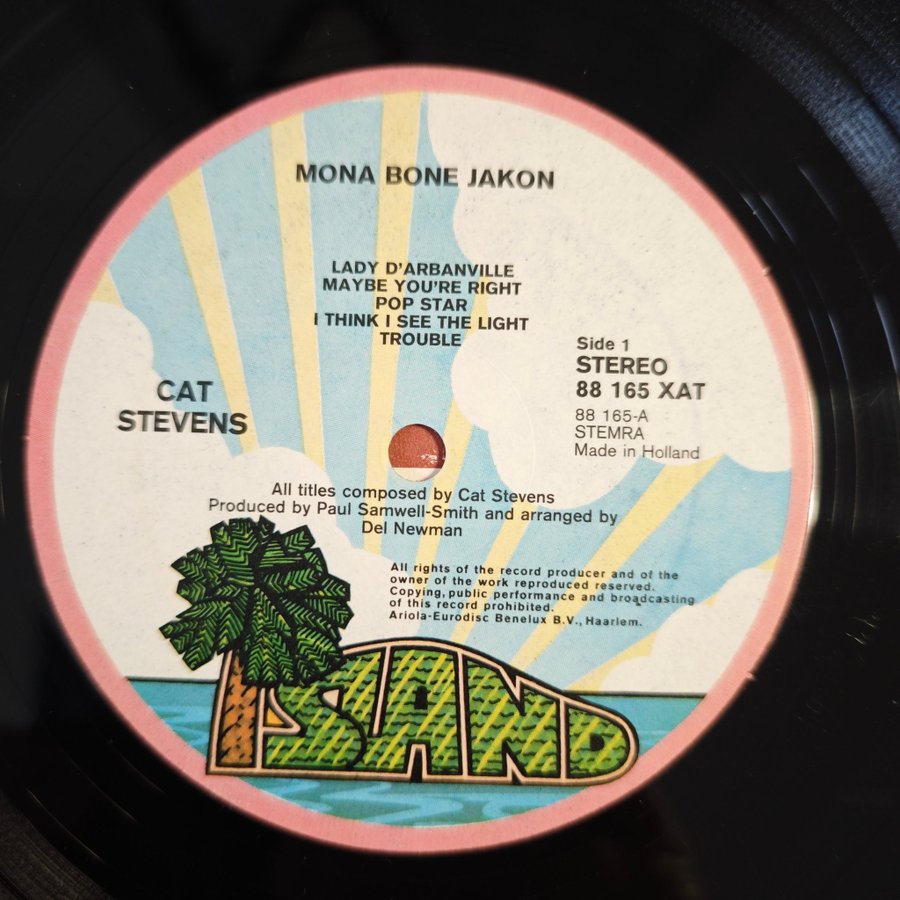 MONA BONE JAKON
LADY D'ARBANVILLE
MAYBE YOU'RE RIGHT
POP STAR
I THINK I SEE THE LIGHT
TROUBLE
Side 1
STEREO
88 165 XAT
88 165-A
STEMRA
Made in Holland
CAT
STEVENS
All titles composed by Cat Stevens
Produced by Paul Samwell-Smith and arranged by
Del Newman
All rights of the record producer and of the
owner of the work reproduced reserved.
Copying, public performance and broadcasting
of this record prohibited.
Ariola-Eurodisc Benelux B.V., Haarlem.
ISLAND